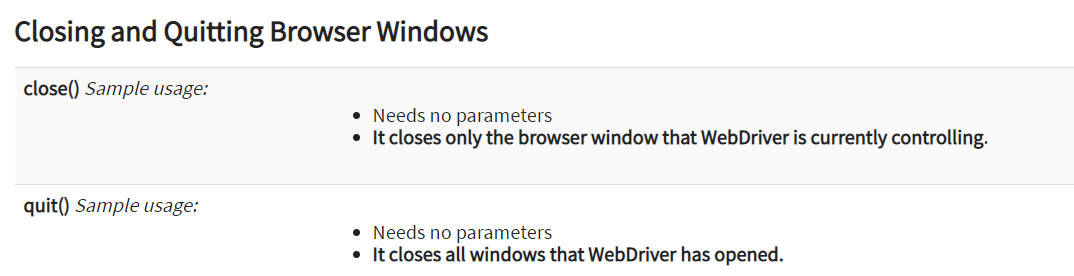 Closing and Quitting Browser Windows
close() Sample usage:
• Needs no parameters
• It closes only the browser window that WebDriver is currently controlling.
quit() Sample usage:
• Needs no parameters
• It closes all windows that WebDriver has opened.